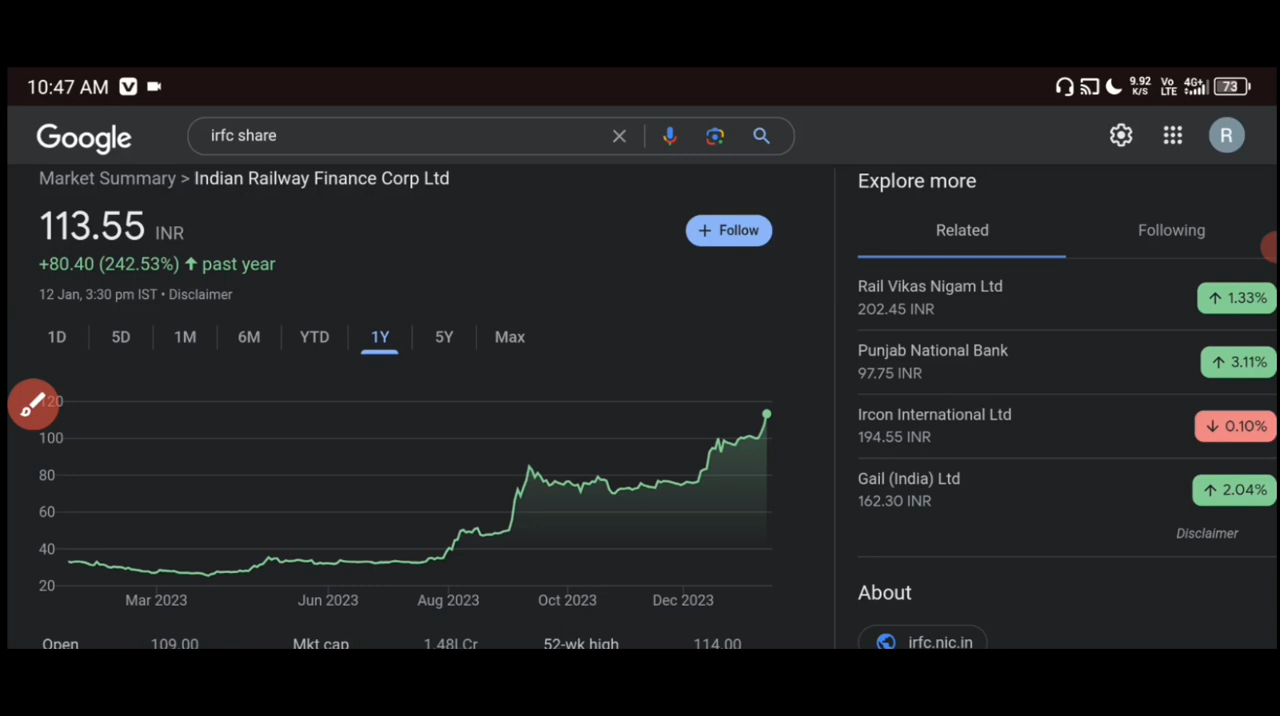 10:47 AM
9.92 K/S Vo LTE 4G+ 73
Google
irfc share
R
Market Summary > Indian Railway Finance Corp Ltd
113.55 INR
+ Follow
+80.40 (242.53%) ↑ past year
12 Jan, 3:30 pm IST • Disclaimer
1D 5D 1M 6M YTD 1Y 5Y Max
120
100
80
60
40
20
Mar 2023 Jun 2023 Aug 2023 Oct 2023 Dec 2023
Open 109.00 Mkt cap 1.48LCr 52-wk high 114.00
Explore more
Related Following
Rail Vikas Nigam Ltd
202.45 INR
↑ 1.33%
Punjab National Bank
97.75 INR
↑ 3.11%
Ircon International Ltd
194.55 INR
↓ 0.10%
Gail (India) Ltd
162.30 INR
↑ 2.04%
Disclaimer
About
irfc.nic.in